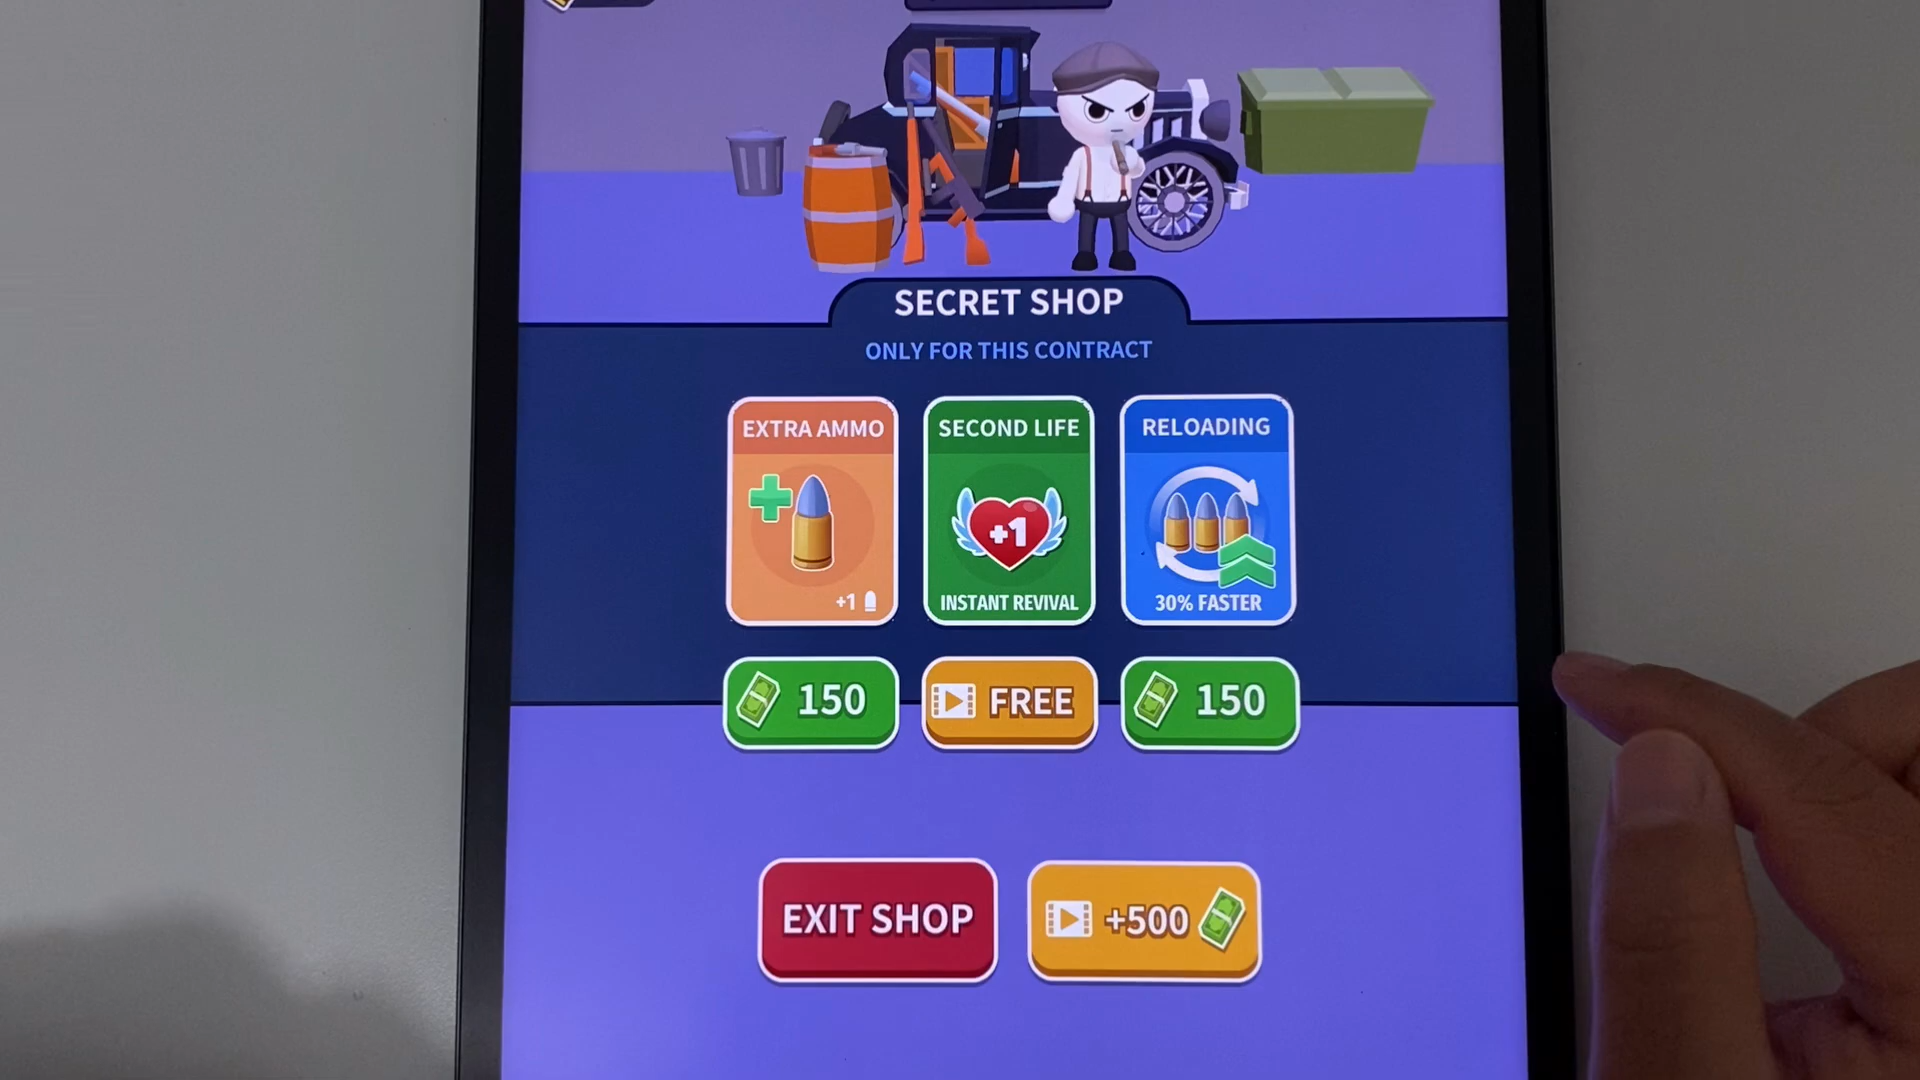 SECRET SHOP
ONLY FOR THIS CONTRACT
EXTRA AMMO
SECOND LIFE
RELOADING
+1
+1
INSTANT REVIVAL
30% FASTER
150
FREE
150
EXIT SHOP
+500